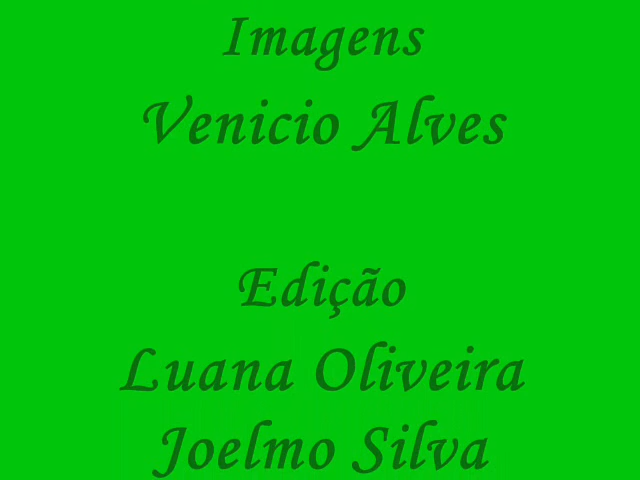 Imagens
Venicio Alves
Edição
Luana Oliveira
Joelmo Silva